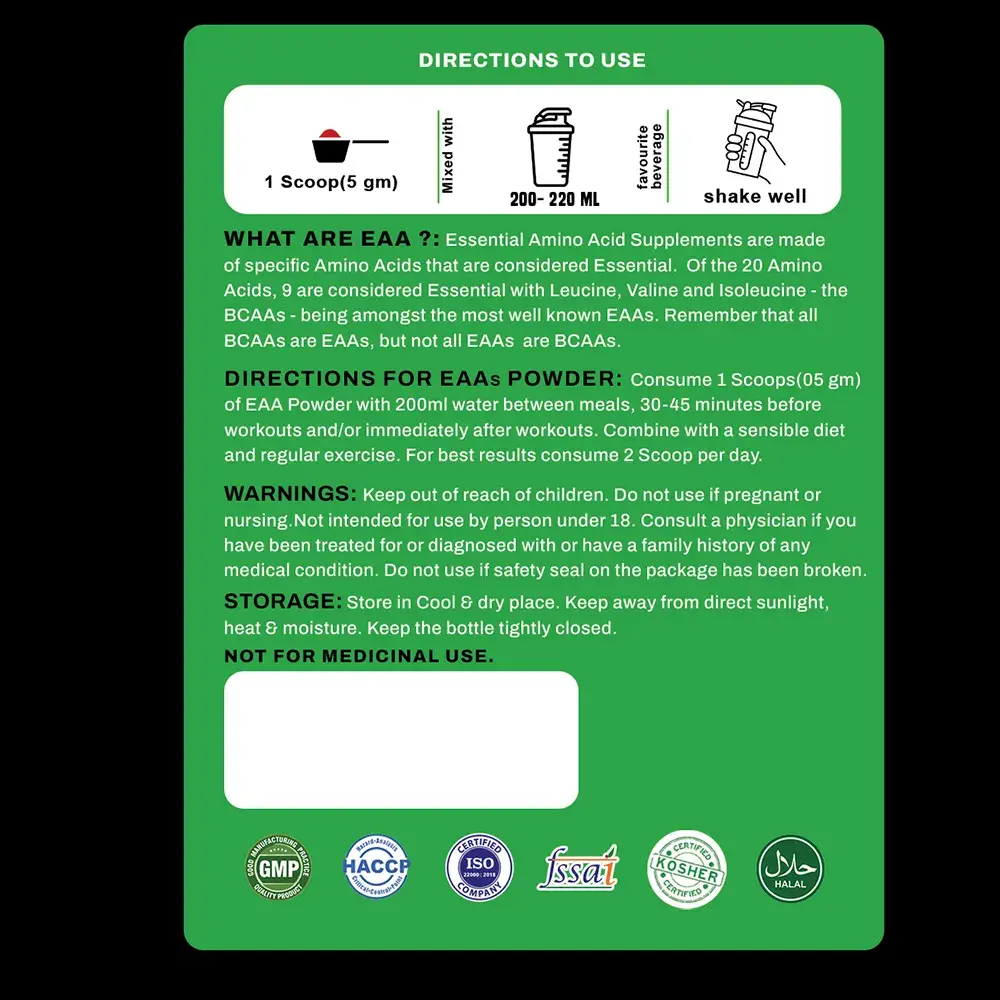 DIRECTIONS TO USE
1 Scoop(5 gm)
Mixed with
200- 220 ML
favourite
beverage
shake well
WHAT ARE EAA ?: Essential Amino Acid Supplements are made
of specific Amino Acids that are considered Essential. Of the 20 Amino
Acids, 9 are considered Essential with Leucine, Valine and Isoleucine - the
BCAAs - being amongst the most well known EAAs. Remember that all
BCAAs are EAAs, but not all EAAs are BCAAs.
DIRECTIONS FOR EAAs POWDER: Consume 1 Scoops(05 gm)
of EAA Powder with 200ml water between meals, 30-45 minutes before
workouts and/or immediately after workouts. Combine with a sensible diet
and regular exercise. For best results consume 2 Scoop per day.
WARNINGS: Keep out of reach of children. Do not use if pregnant or
nursing.Not intended for use by person under 18. Consult a physician if you
have been treated for or diagnosed with or have a family history of any
medical condition. Do not use if safety seal on the package has been broken.
STORAGE: Store in Cool & dry place. Keep away from direct sunlight,
heat & moisture. Keep the bottle tightly closed.
NOT FOR MEDICINAL USE.
GOOD MANUFACTURING PRACTICE
GMP
QUALITY PRODUCT
Hazard-Analysis
HACCP
Critical-Control-Point
CERTIFIED
ISO
22000 : 2018
COMPANY
fssai
CERTIFIED
KOSHER
CERTIFIED
حلال
HALAL